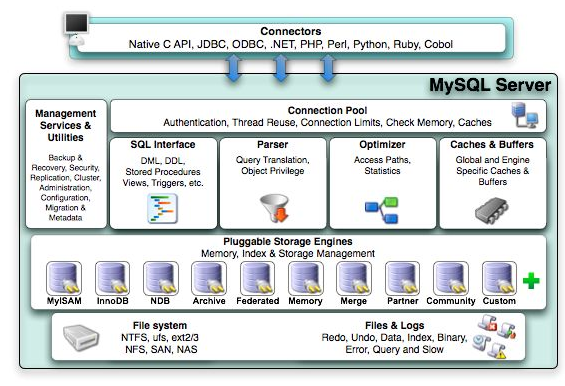 Connectors
Native C API, JDBC, ODBC, .NET, PHP, Perl, Python, Ruby, Cobol
MySQL Server
Management
Services &
Utilities
Backup &
Recovery, Security,
Replication, Cluster,
Administration,
Configuration,
Migration &
Metadata
Connection Pool
Authentication, Thread Reuse, Connection Limits, Check Memory, Caches
SQL Interface
DML, DDL,
Stored Procedures
Views, Triggers, etc.
Parser
Query Translation,
Object Privilege
Optimizer
Access Paths,
Statistics
Caches & Buffers
Global and Engine
Specific Caches &
Buffers
Pluggable Storage Engines
Memory, Index & Storage Management
MyISAM
InnoDB
NDB
Archive
Federated
Memory
Merge
Partner
Community
Custom
File system
NTFS, ufs, ext2/3
NFS, SAN, NAS
Files & Logs
Redo, Undo, Data, Index, Binary,
Error, Query and Slow